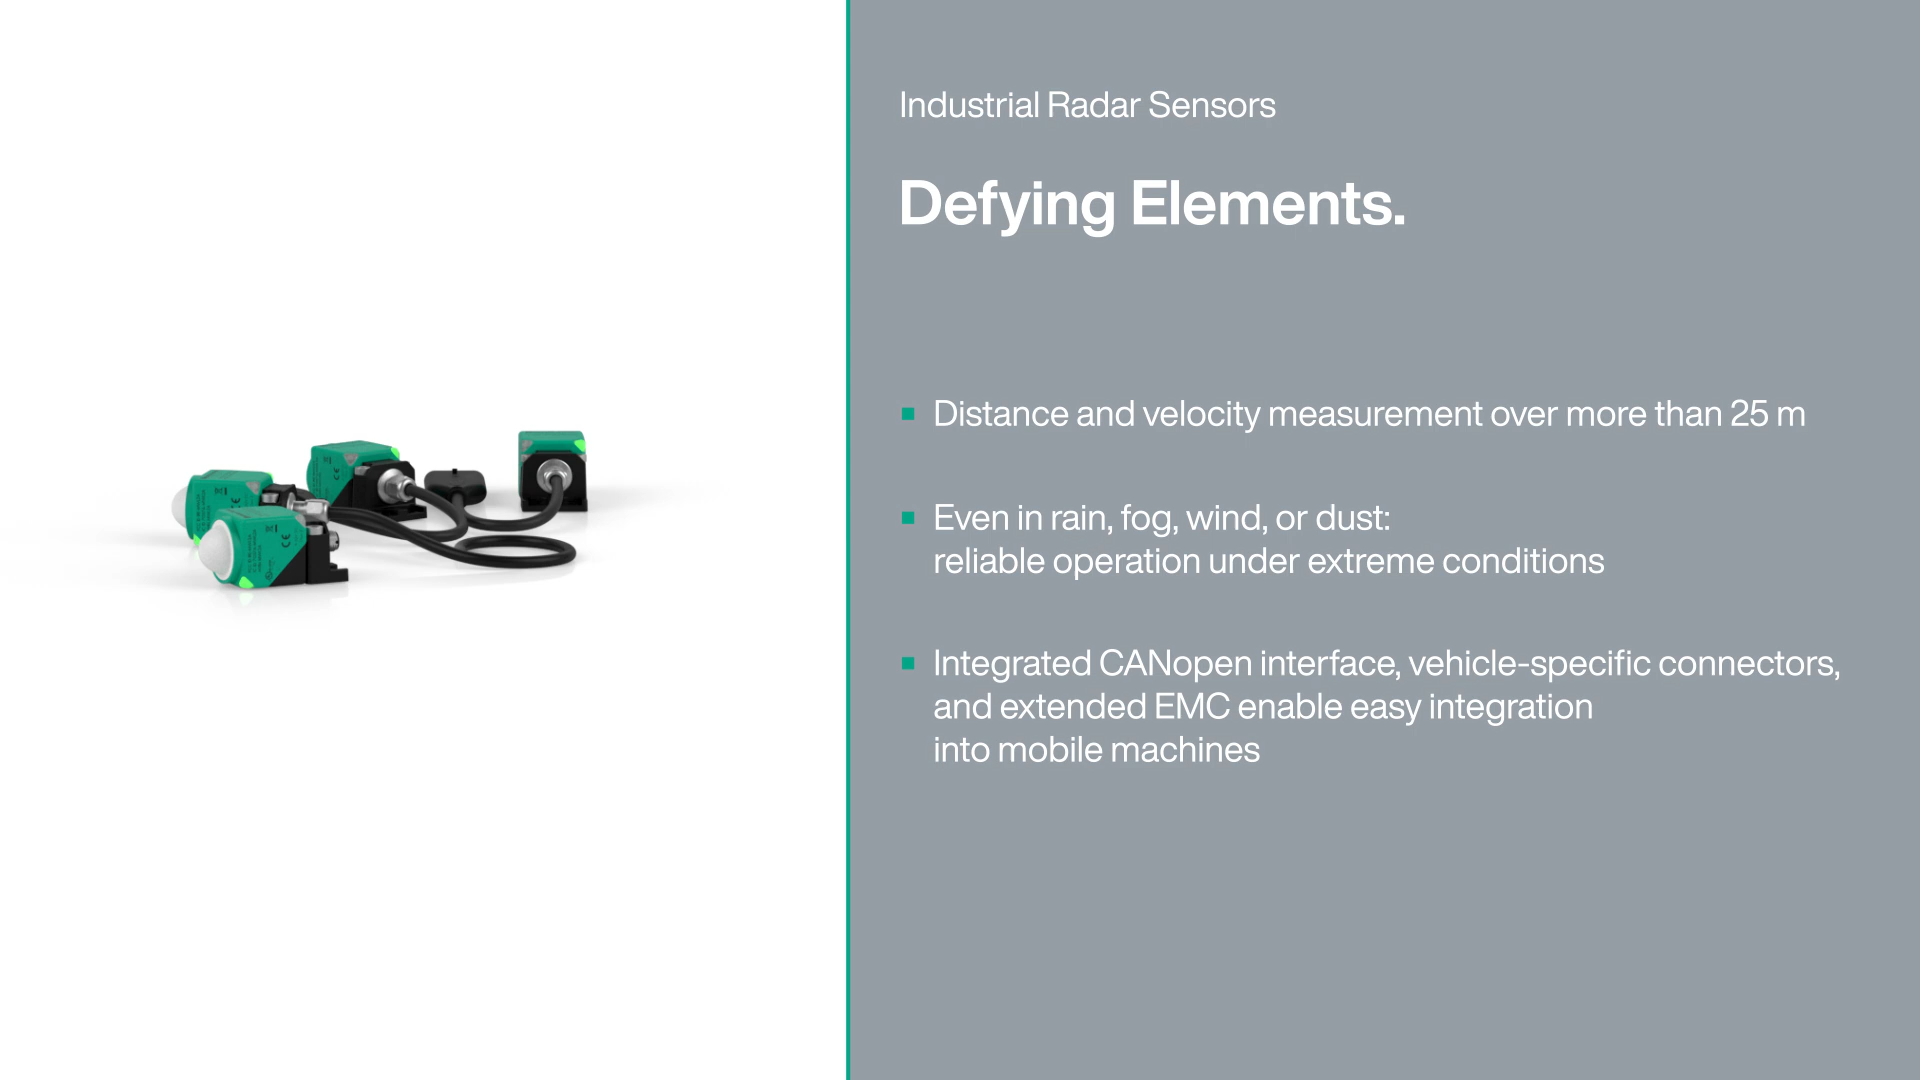 Industrial Radar Sensors
Defying Elements.
Distance and velocity measurement over more than 25 m
Even in rain, fog, wind, or dust:
reliable operation under extreme conditions
Integrated CANopen interface, vehicle-specific connectors,
and extended EMC enable easy integration
into mobile machines